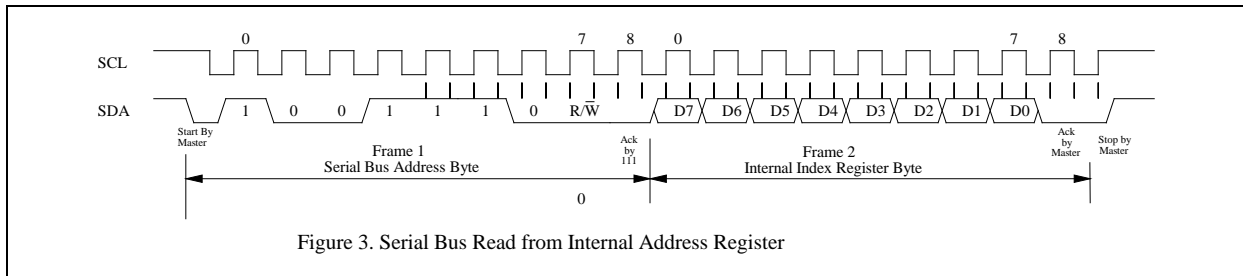 0 7 8 0 7 8
SCL
SDA 1 0 0 1 1 1 0 R/W̅ D7 D6 D5 D4 D3 D2 D1 D0
Start By
Master
Ack
by
111
Ack
by
Master
Stop by
Master
Frame 1
Serial Bus Address Byte
Frame 2
Internal Index Register Byte
0
Figure 3. Serial Bus Read from Internal Address Register